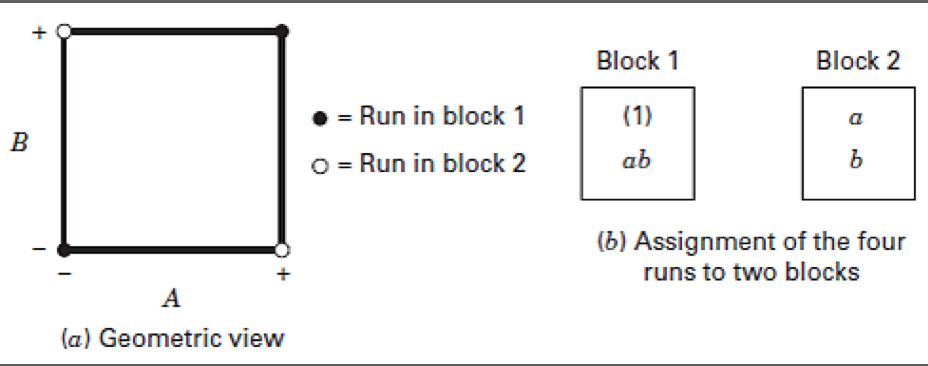 +
B
−
−
+
A
(a) Geometric view
● = Run in block 1
○ = Run in block 2
Block 1
(1)
ab
Block 2
a
b
(b) Assignment of the four
runs to two blocks